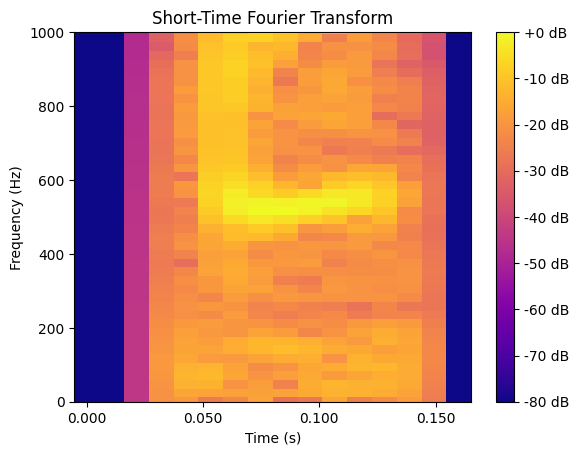 Short-Time Fourier Transform
1000
800
600
400
200
0
Frequency (Hz)
0.000
0.050
0.100
0.150
Time (s)
+0 dB
-10 dB
-20 dB
-30 dB
-40 dB
-50 dB
-60 dB
-70 dB
-80 dB